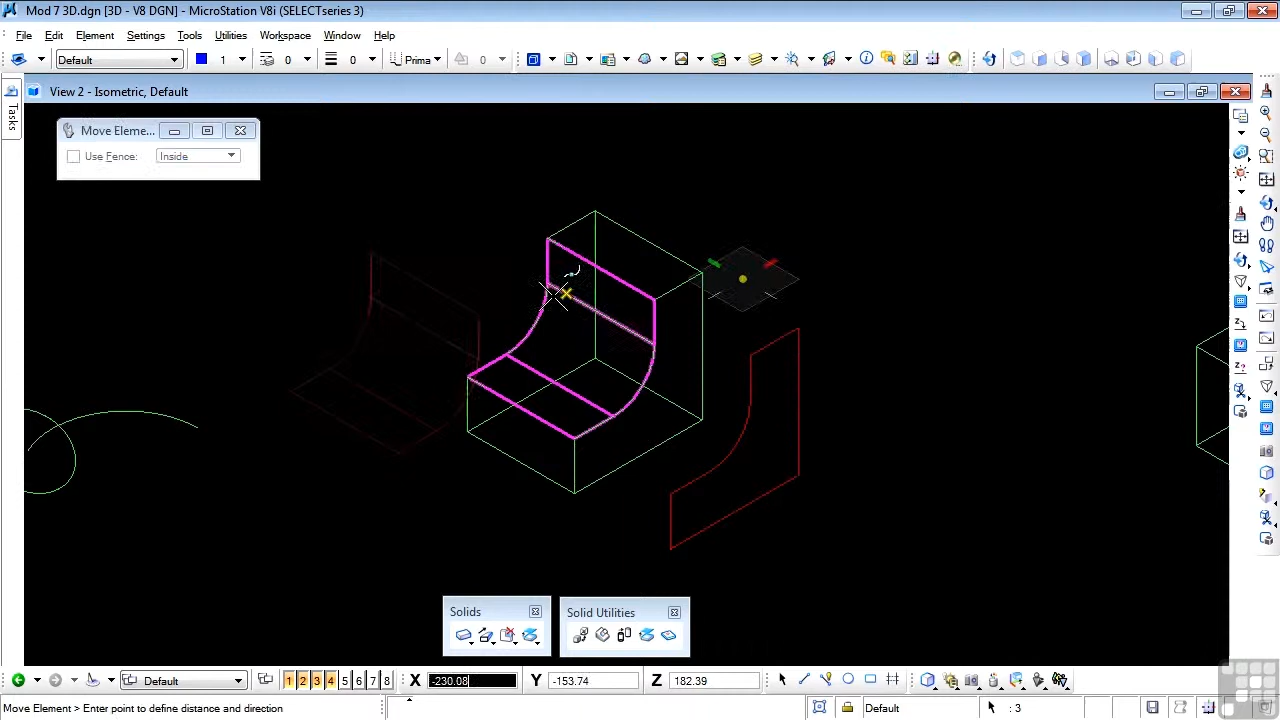 Mod 7 3D.dgn [3D - V8 DGN] - MicroStation V8i (SELECTseries 3)
File Edit Element Settings Tools Utilities Workspace Window Help
Default 1 0 0 Prima 0
View 2 - Isometric, Default
Tasks
Move Eleme...
Use Fence: Inside
Solids
Solid Utilities
Default 1 2 3 4 5 6 7 8 X -230.08 Y -153.74 Z 182.39
Move Element > Enter point to define distance and direction Default : 3